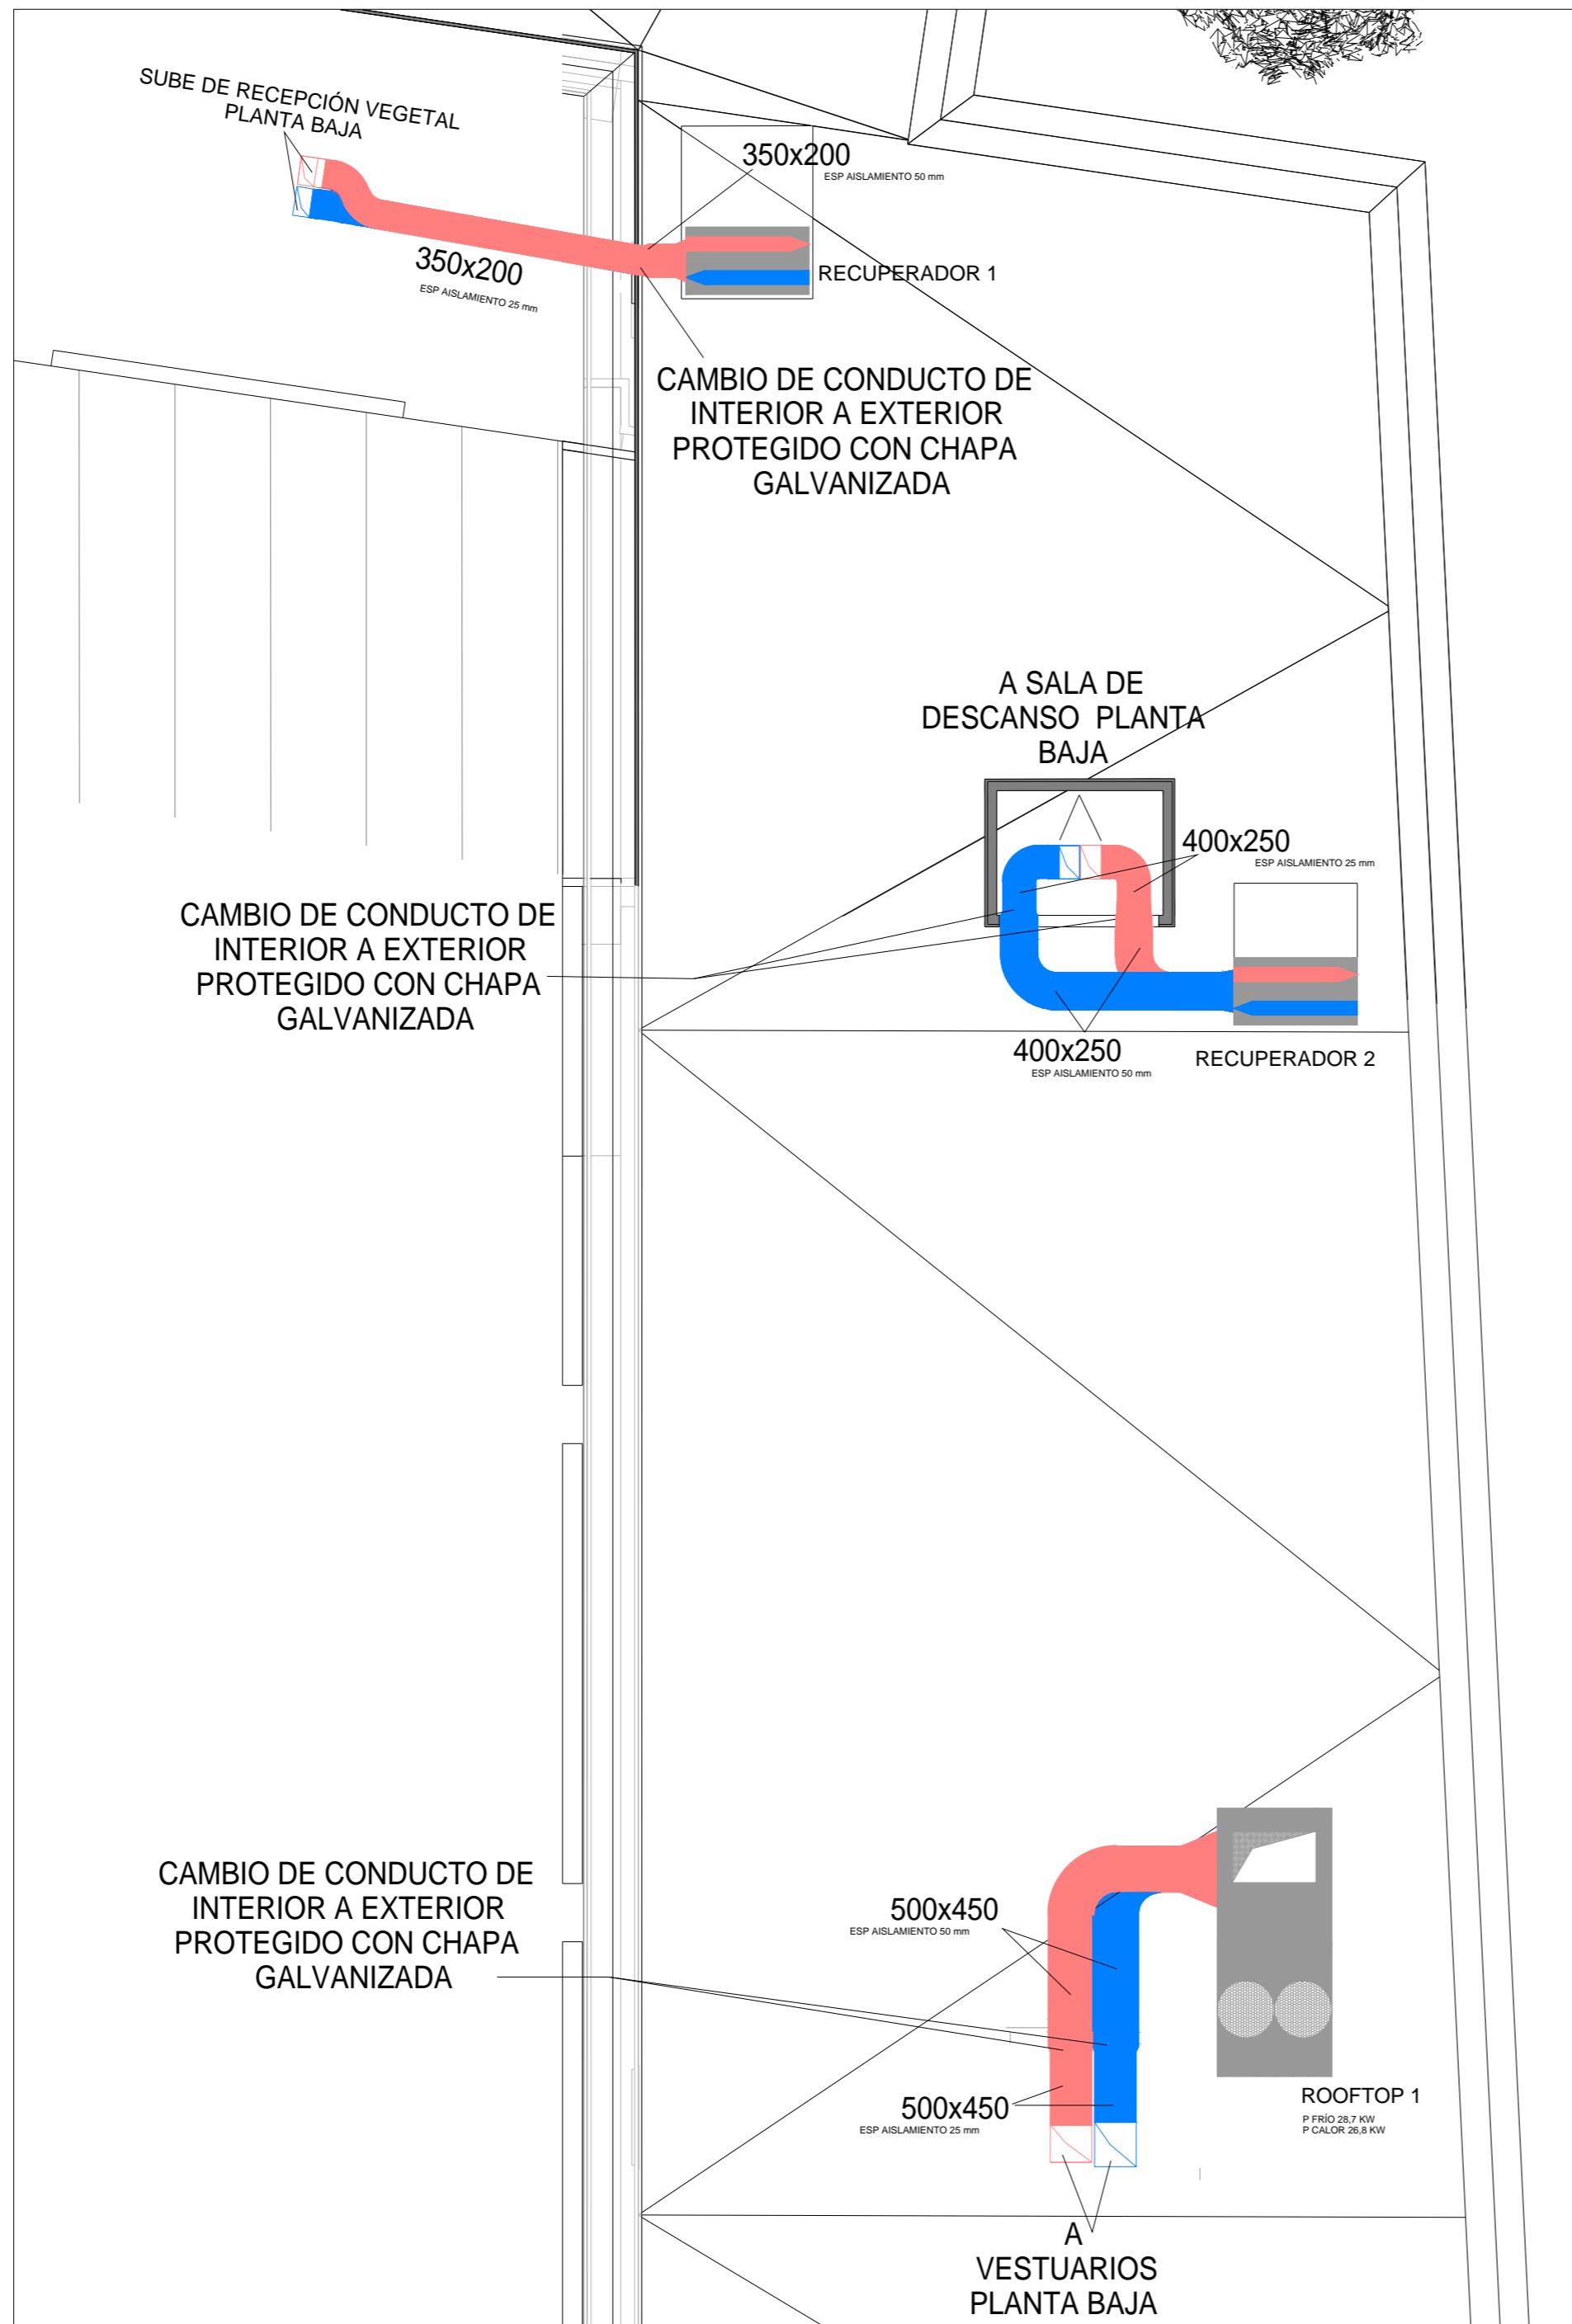 SUBE DE RECEPCIÓN VEGETAL
PLANTA BAJA
350x200
ESP AISLAMIENTO 50 mm
350x200
ESP AISLAMIENTO 25 mm
RECUPERADOR 1
CAMBIO DE CONDUCTO DE
INTERIOR A EXTERIOR
PROTEGIDO CON CHAPA
GALVANIZADA
A SALA DE
DESCANSO PLANTA
BAJA
400x250
ESP AISLAMIENTO 25 mm
CAMBIO DE CONDUCTO DE
INTERIOR A EXTERIOR
PROTEGIDO CON CHAPA
GALVANIZADA
400x250
ESP AISLAMIENTO 50 mm
RECUPERADOR 2
CAMBIO DE CONDUCTO DE
INTERIOR A EXTERIOR
PROTEGIDO CON CHAPA
GALVANIZADA
500x450
ESP AISLAMIENTO 50 mm
500x450
ESP AISLAMIENTO 25 mm
ROOFTOP 1
P FRÍO 28,7 KW
P CALOR 26,8 KW
A
VESTUARIOS
PLANTA BAJA